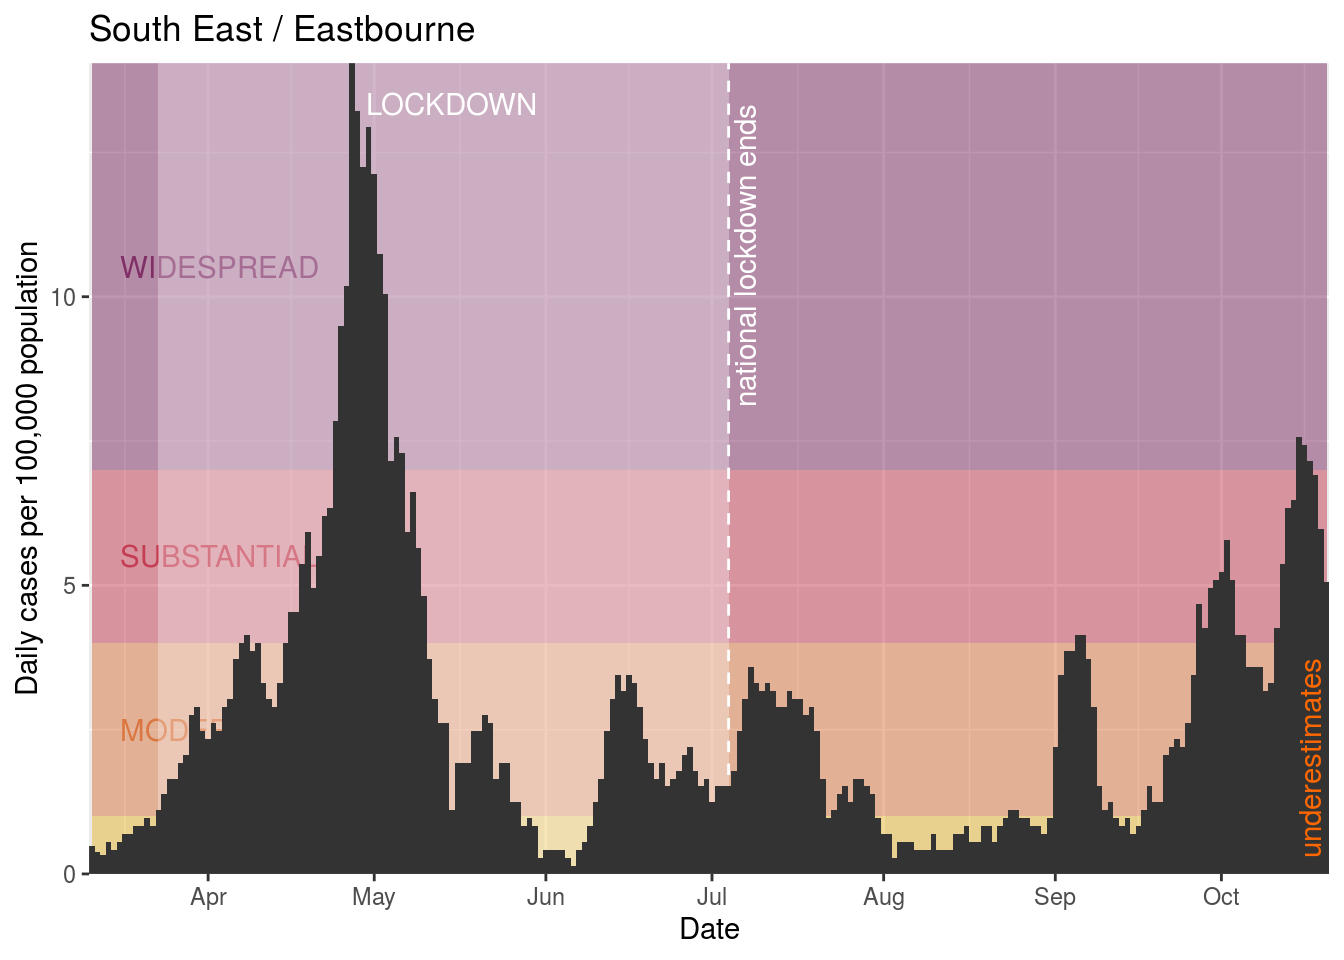 South East / Eastbourne
LOCKDOWN
national lockdown ends
WIDESPREAD
SUBSTANTIAL
underestimates
Daily cases per 100,000 population
10
5
0
Apr
May
Jun
Jul
Aug
Sep
Oct
Date